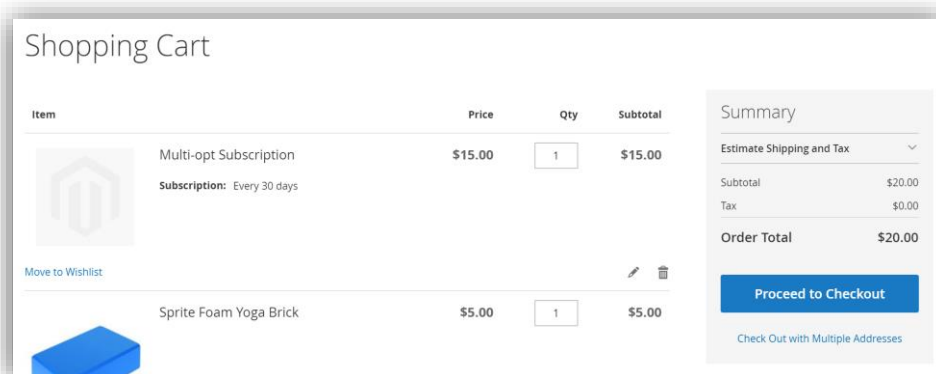 Shopping Cart
Item Price Qty Subtotal
Multi-opt Subscription $15.00 1 $15.00
Subscription: Every 30 days
Move to Wishlist
Sprite Foam Yoga Brick $5.00 1 $5.00
Summary
Estimate Shipping and Tax
Subtotal $20.00
Tax $0.00
Order Total $20.00
Proceed to Checkout
Check Out with Multiple Addresses